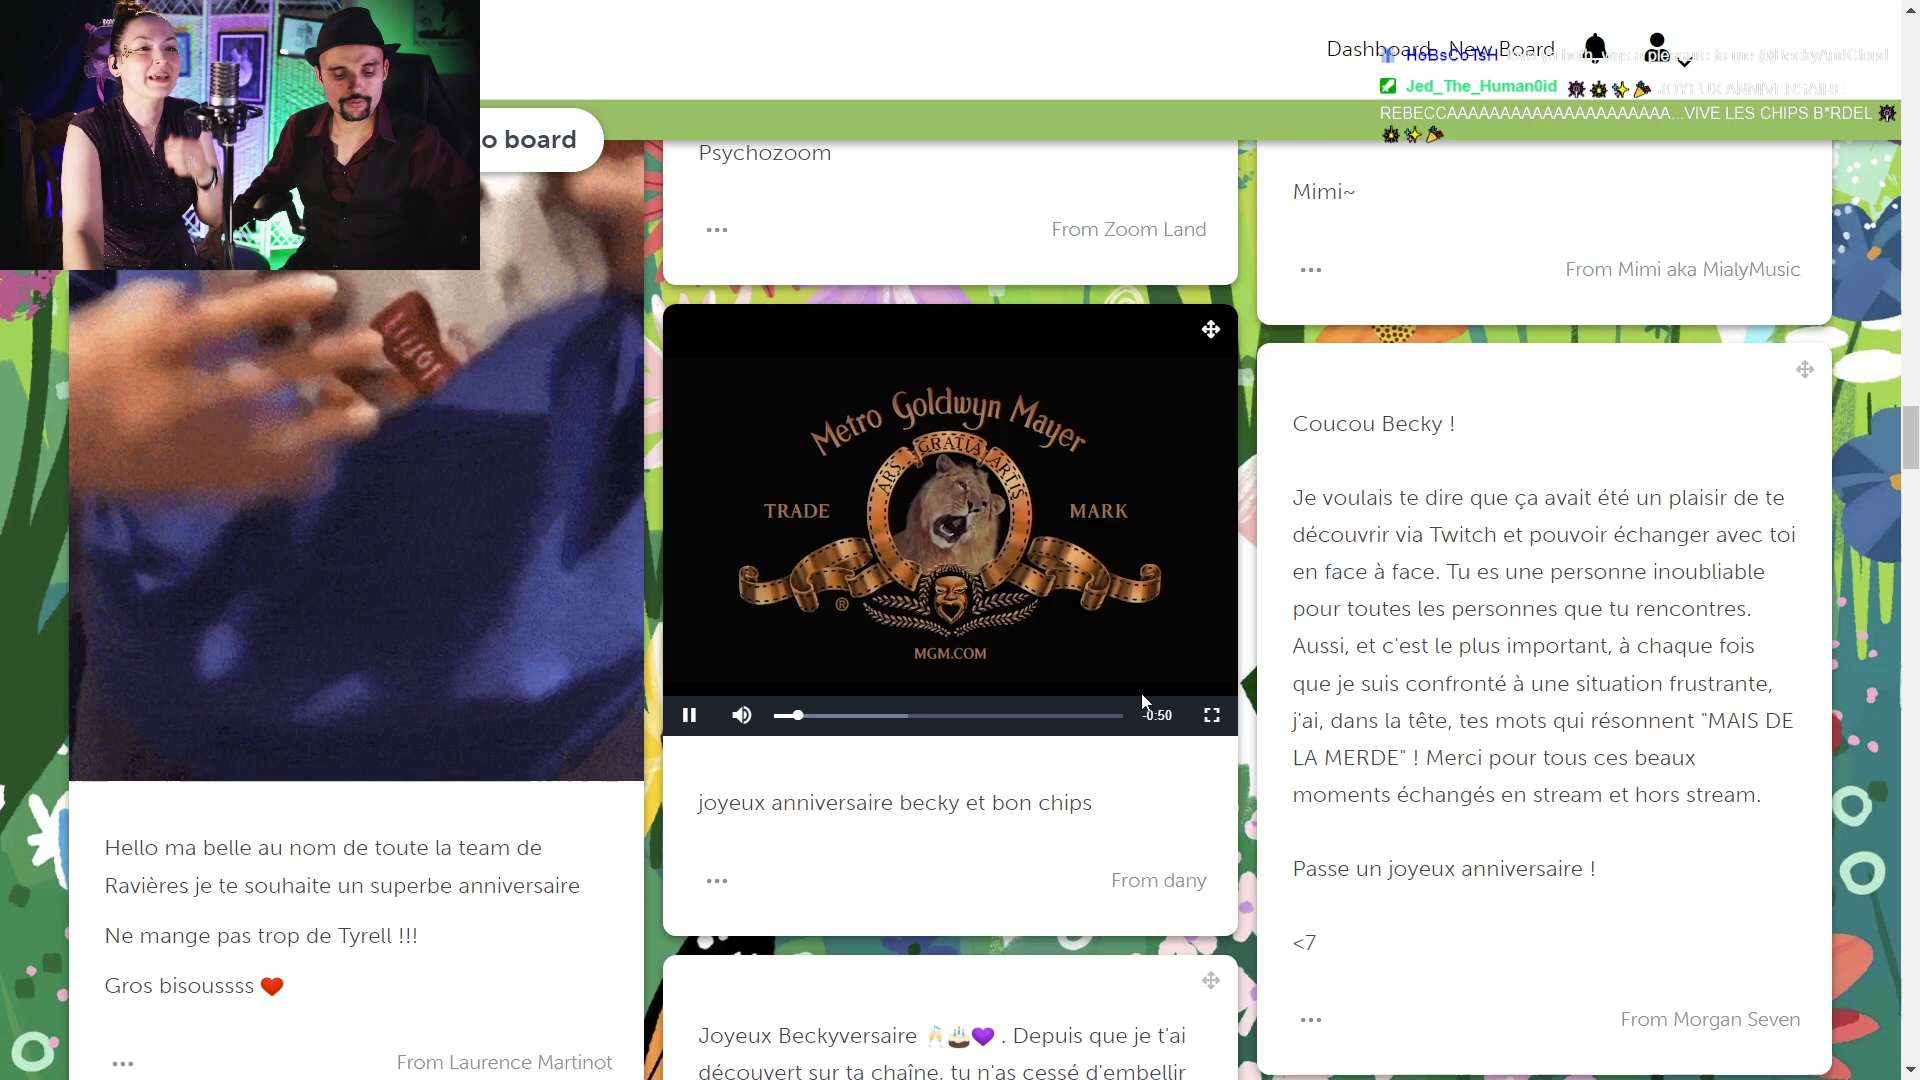 Dashboard
New Board
HoBsCoTsH
@BeckyAmiCloud
Jed_The_Human0id JOYEUX ANNIVERSAIRE
REBECCAAAAAAAAAAAAAAAAAAAAAA...VIVE LES CHIPS B*RDEL
o board
Psychozoom
From Zoom Land
Mimi~
From Mimi aka MialyMusic
Metro Goldwyn Mayer
ARS GRATIA ARTIS
TRADE MARK
®
MGM.COM
-0:50
joyeux anniversaire becky et bon chips
From dany
Coucou Becky !
Je voulais te dire que ça avait été un plaisir de te
découvrir via Twitch et pouvoir échanger avec toi
en face à face. Tu es une personne inoubliable
pour toutes les personnes que tu rencontres.
Aussi, et c'est le plus important, à chaque fois
que je suis confronté à une situation frustrante,
j'ai, dans la tête, tes mots qui résonnent "MAIS DE
LA MERDE" ! Merci pour tous ces beaux
moments échangés en stream et hors stream.
Passe un joyeux anniversaire !
<7
From Morgan Seven
Hello ma belle au nom de toute la team de
Ravières je te souhaite un superbe anniversaire
Ne mange pas trop de Tyrell !!!
Gros bisoussss ❤️
From Laurence Martinot
Joyeux Beckyversaire 🥂🎂💜 . Depuis que je t'ai
découvert sur ta chaîne, tu n'as cessé d'embellir